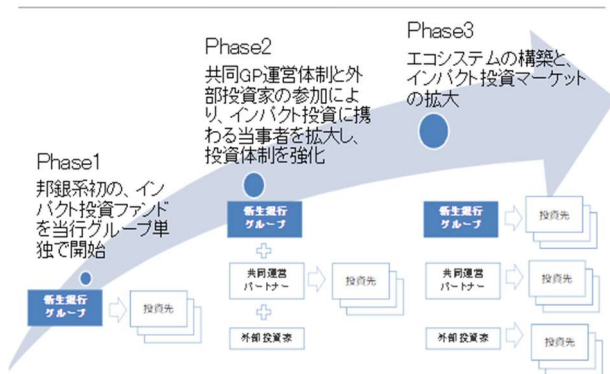 Phase1
邦銀系初の、イン
パクト投資ファンド
を当行グループ単
独で開始
新生銀行
グループ
投資先
Phase2
共同GP運営体制と外
部投資家の参加によ
り、インパクト投資に携
わる当事者を拡大し、
投資体制を強化
新生銀行
グループ
共同運営
パートナー
外部投資家
投資先
Phase3
エコシステムの構築と、
インパクト投資マーケット
の拡大
新生銀行
グループ
投資先
共同運営
パートナー
投資先
外部投資家
投資先